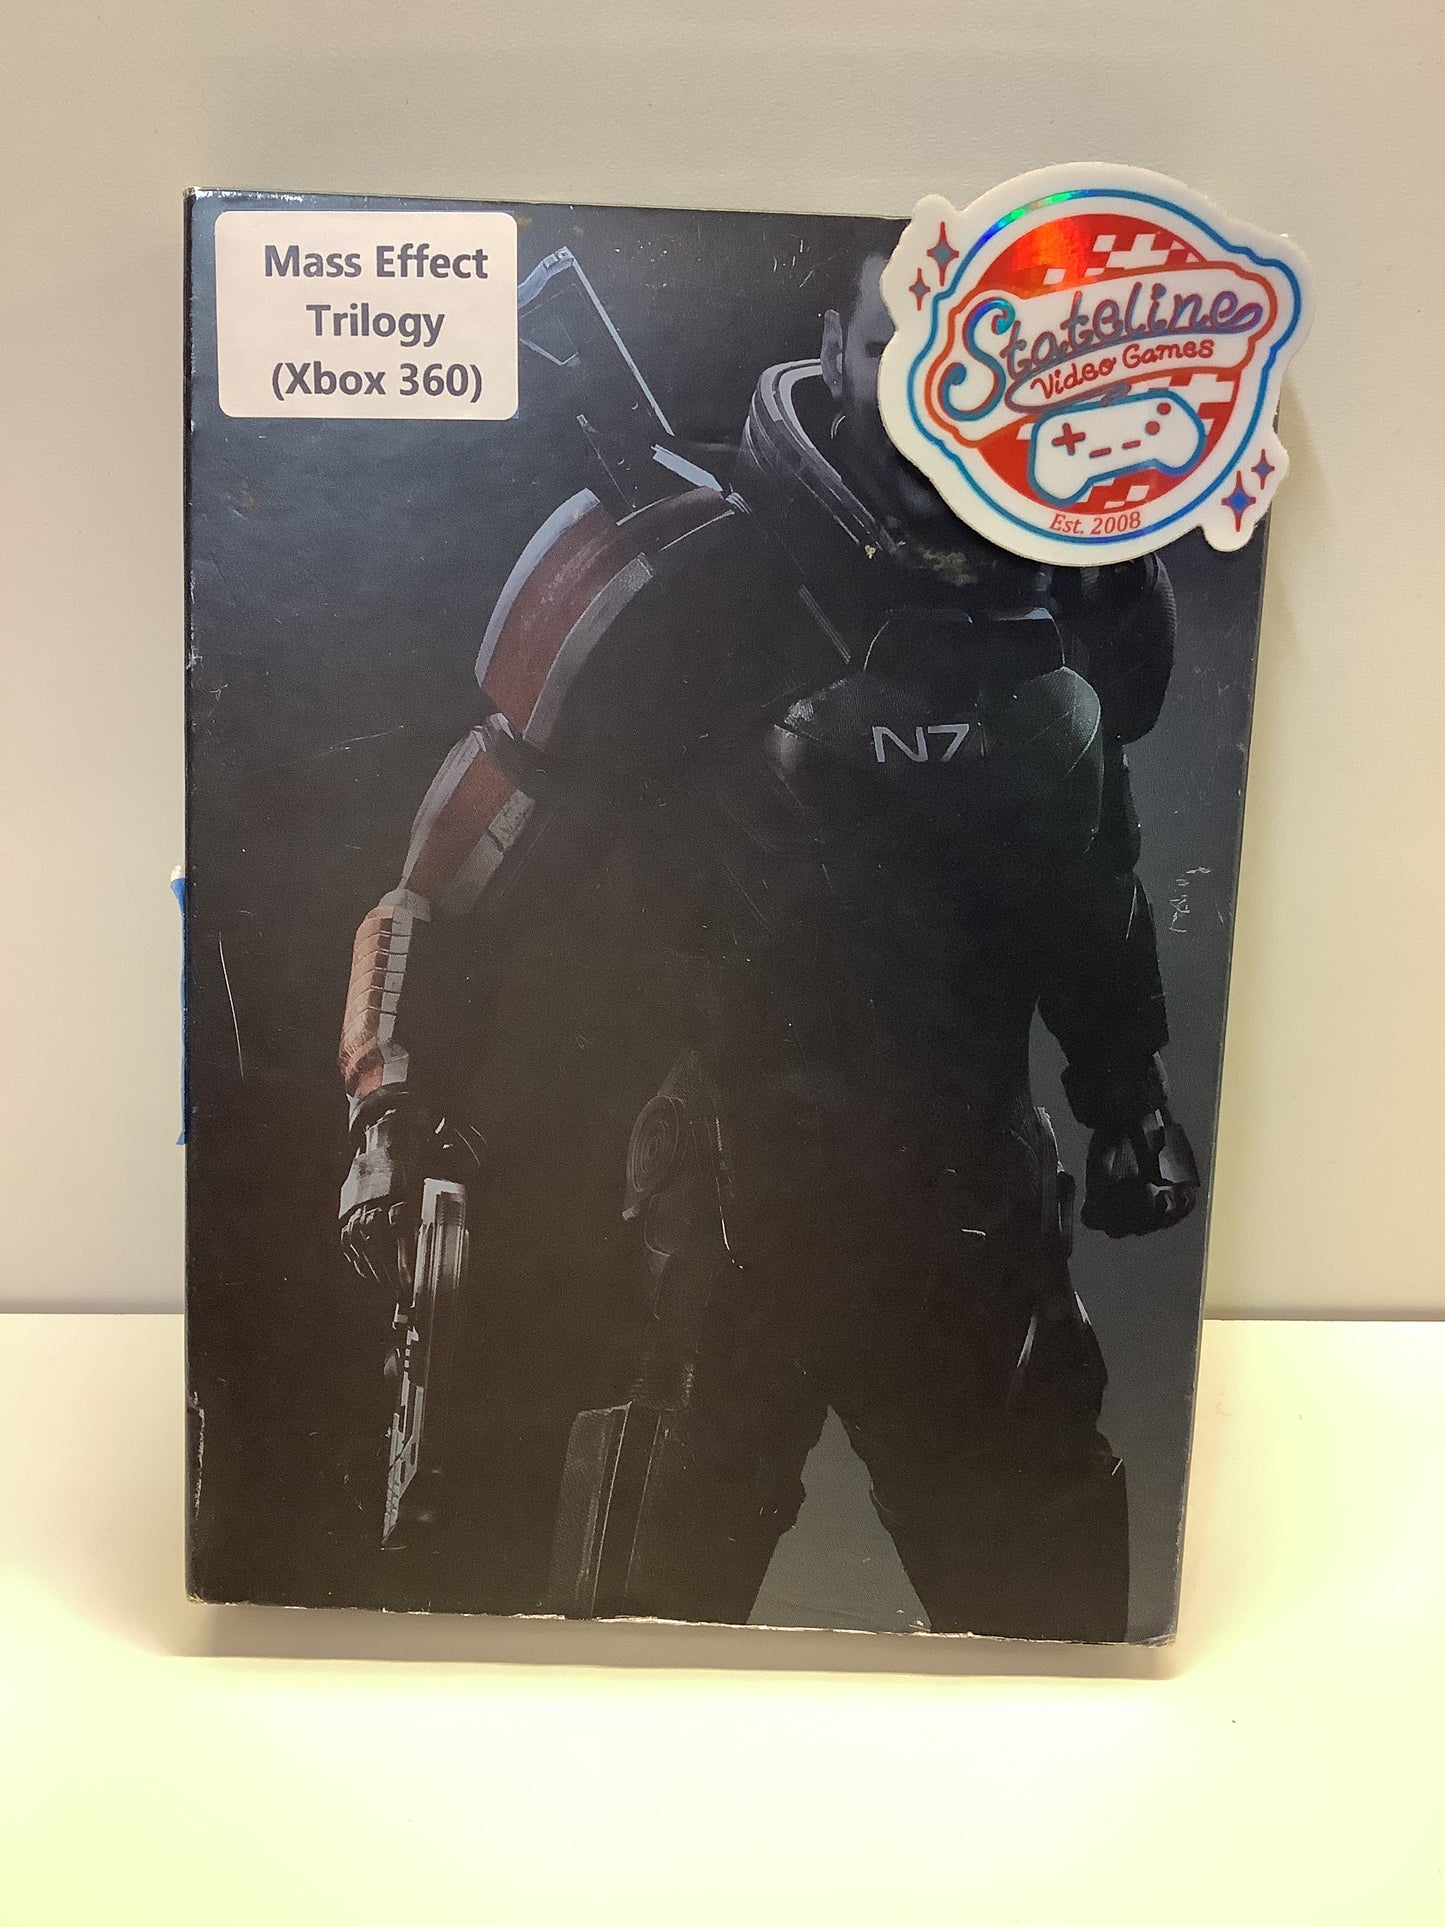 Mass Effect
Trilogy
(Xbox 360)
Stateline
Video Games
Est. 2008
N7